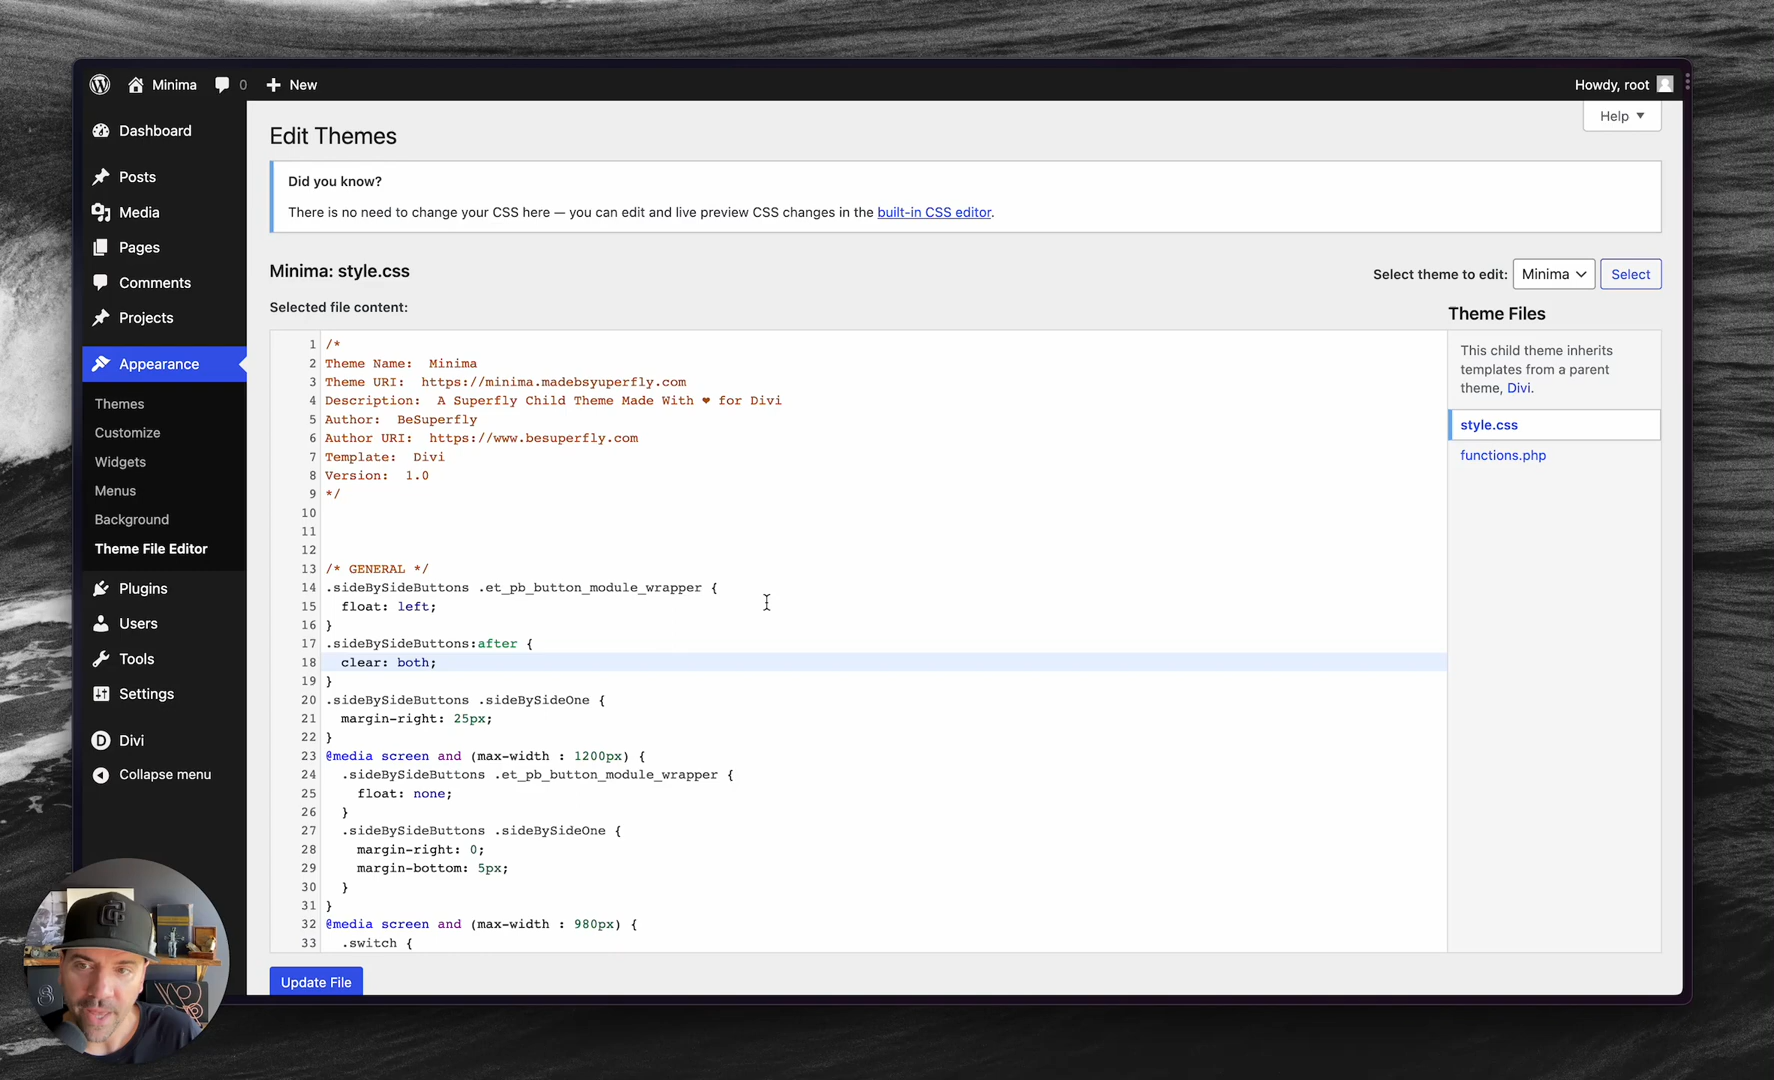 Minima
0
New
Howdy, root
Help
Dashboard
Posts
Media
Pages
Comments
Projects
Appearance
Themes
Customize
Widgets
Menus
Background
Theme File Editor
Plugins
Users
Tools
Settings
Divi
Collapse menu
Edit Themes
Did you know?
There is no need to change your CSS here — you can edit and live preview CSS changes in the built-in CSS editor.
Minima: style.css
Select theme to edit:
Minima
Select
Selected file content:
1 /*
2 Theme Name: Minima
3 Theme URI: https://minima.madebsyuperfly.com
4 Description: A Superfly Child Theme Made With ❤ for Divi
5 Author: BeSuperfly
6 Author URI: https://www.besuperfly.com
7 Template: Divi
8 Version: 1.0
9 */
10
11
12
13 /* GENERAL */
14 .sideBySideButtons .et_pb_button_module_wrapper {
15 float: left;
16 }
17 .sideBySideButtons:after {
18 clear: both;
19 }
20 .sideBySideButtons .sideBySideOne {
21 margin-right: 25px;
22 }
23 @media screen and (max-width : 1200px) {
24 .sideBySideButtons .et_pb_button_module_wrapper {
25 float: none;
26 }
27 .sideBySideButtons .sideBySideOne {
28 margin-right: 0;
29 margin-bottom: 5px;
30 }
31 }
32 @media screen and (max-width : 980px) {
33 .switch {
Theme Files
This child theme inherits
templates from a parent
theme, Divi.
style.css
functions.php
Update File